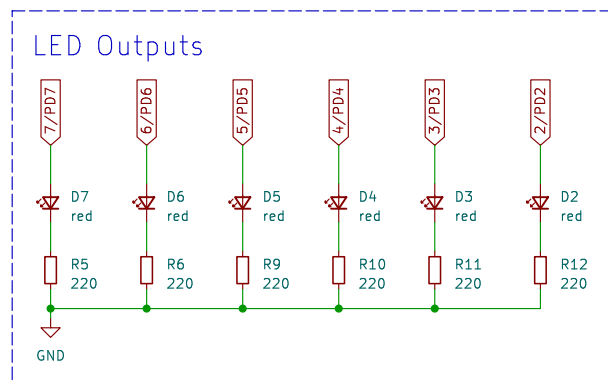 LED Outputs
7/PD7 6/PD6 5/PD5 4/PD4 3/PD3 2/PD2
D7 D6 D5 D4 D3 D2
red red red red red red
R5 R6 R9 R10 R11 R12
220 220 220 220 220 220
GND